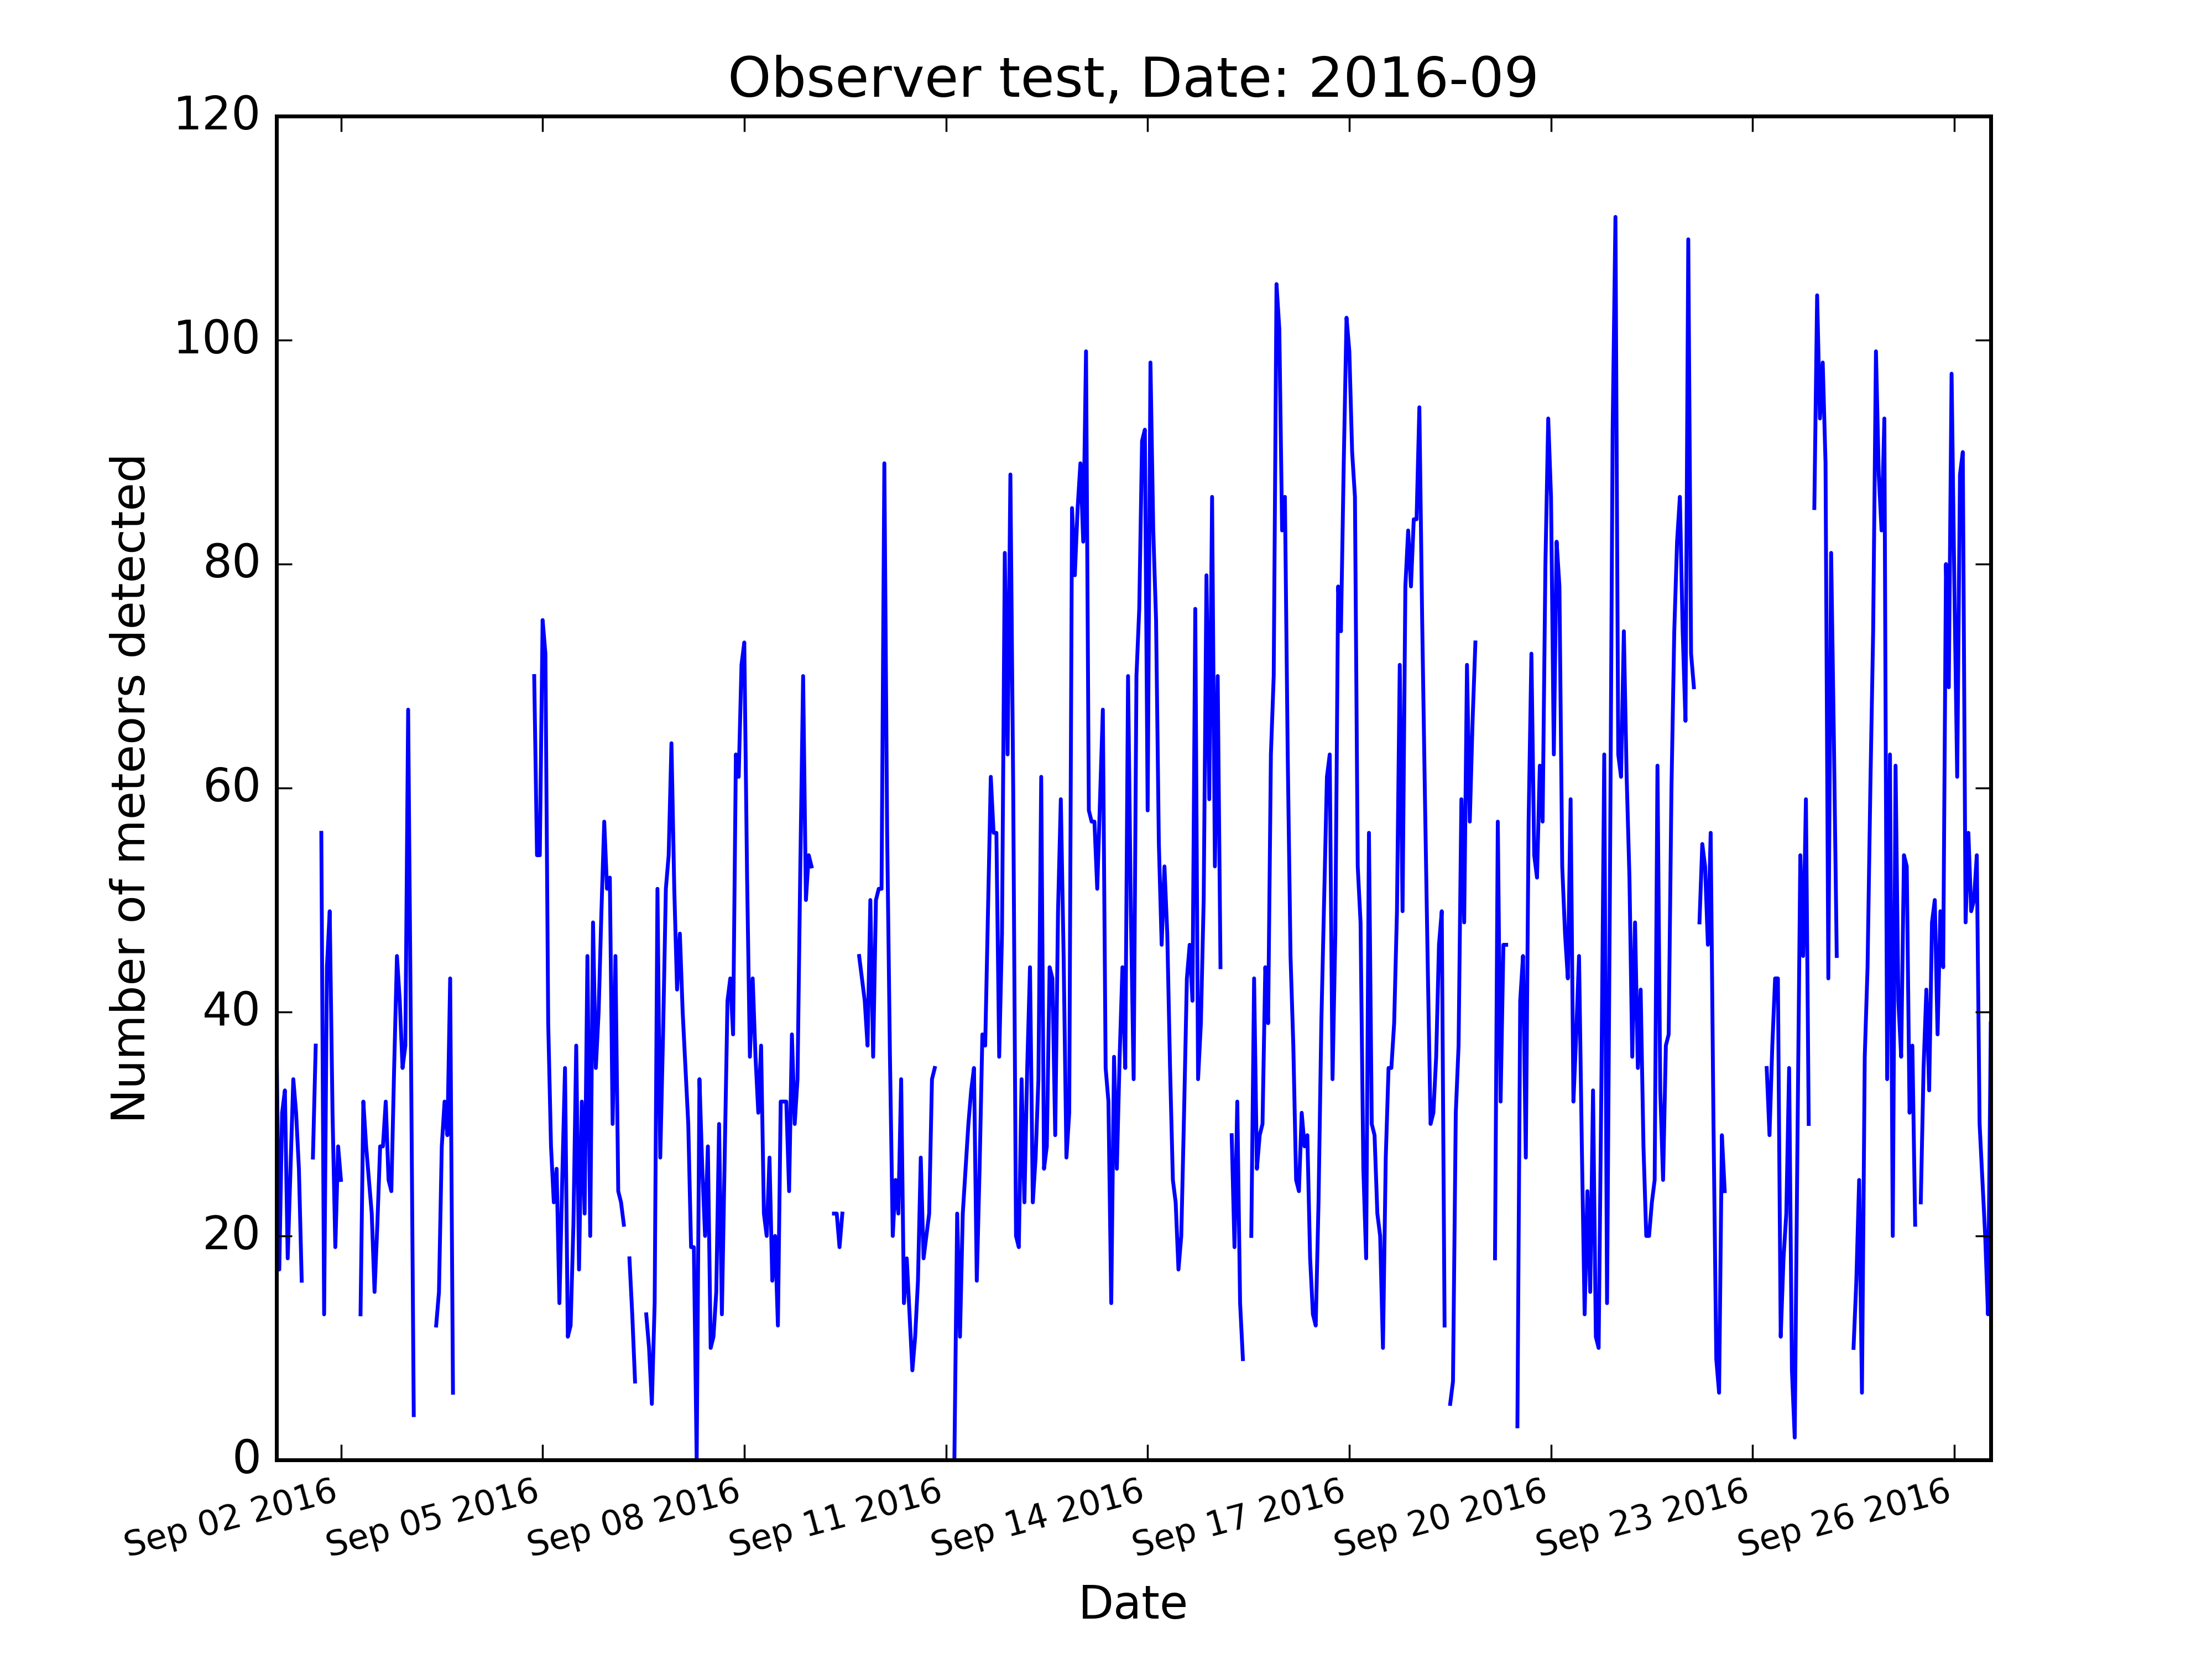 Observer test, Date: 2016-09
120
100
80
60
40
20
0
Number of meteors detected
Sep 02 2016
Sep 05 2016
Sep 08 2016
Sep 11 2016
Sep 14 2016
Sep 17 2016
Sep 20 2016
Sep 23 2016
Sep 26 2016
Date